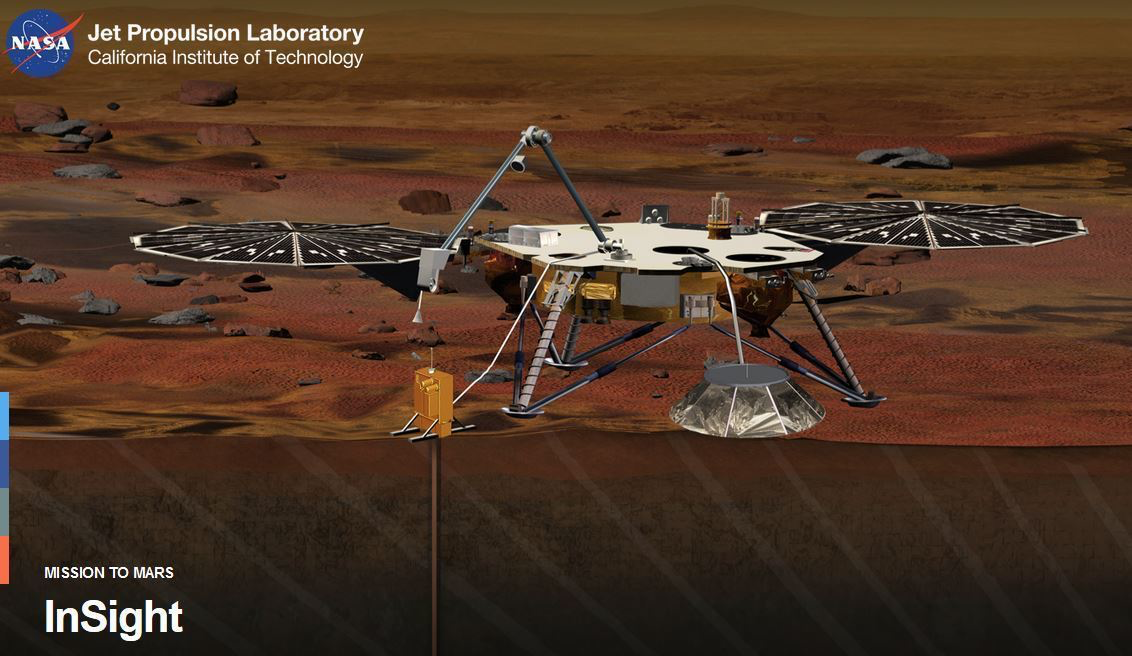 NASA
Jet Propulsion Laboratory
California Institute of Technology
MISSION TO MARS
InSight